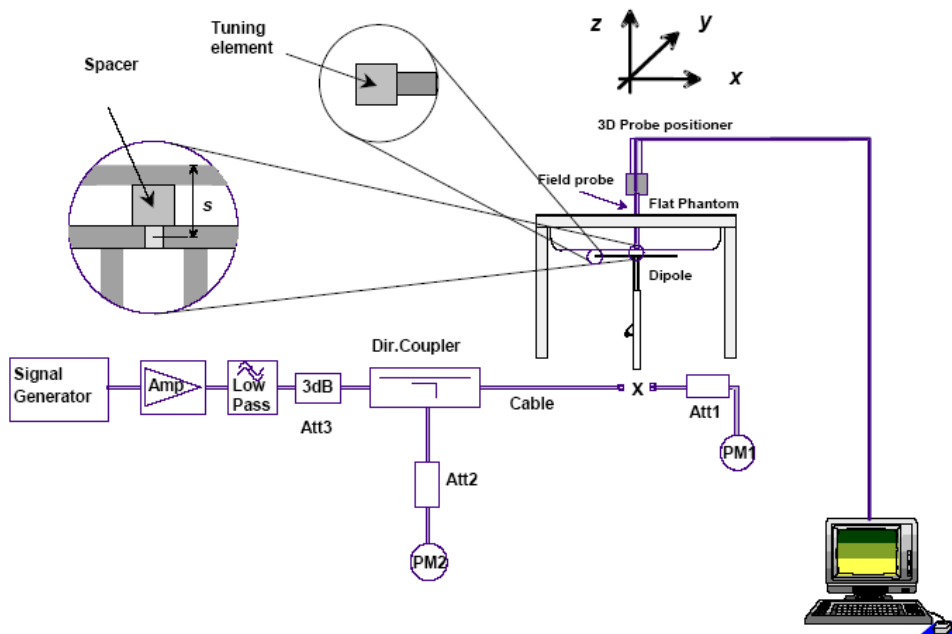 Tuning
element
Spacer
s
z
y
x
3D Probe positioner
Field probe
Flat Phantom
Dipole
Dir.Coupler
Signal
Generator
Amp
Low
Pass
3dB
Att3
Cable
X
Att1
PM1
Att2
PM2